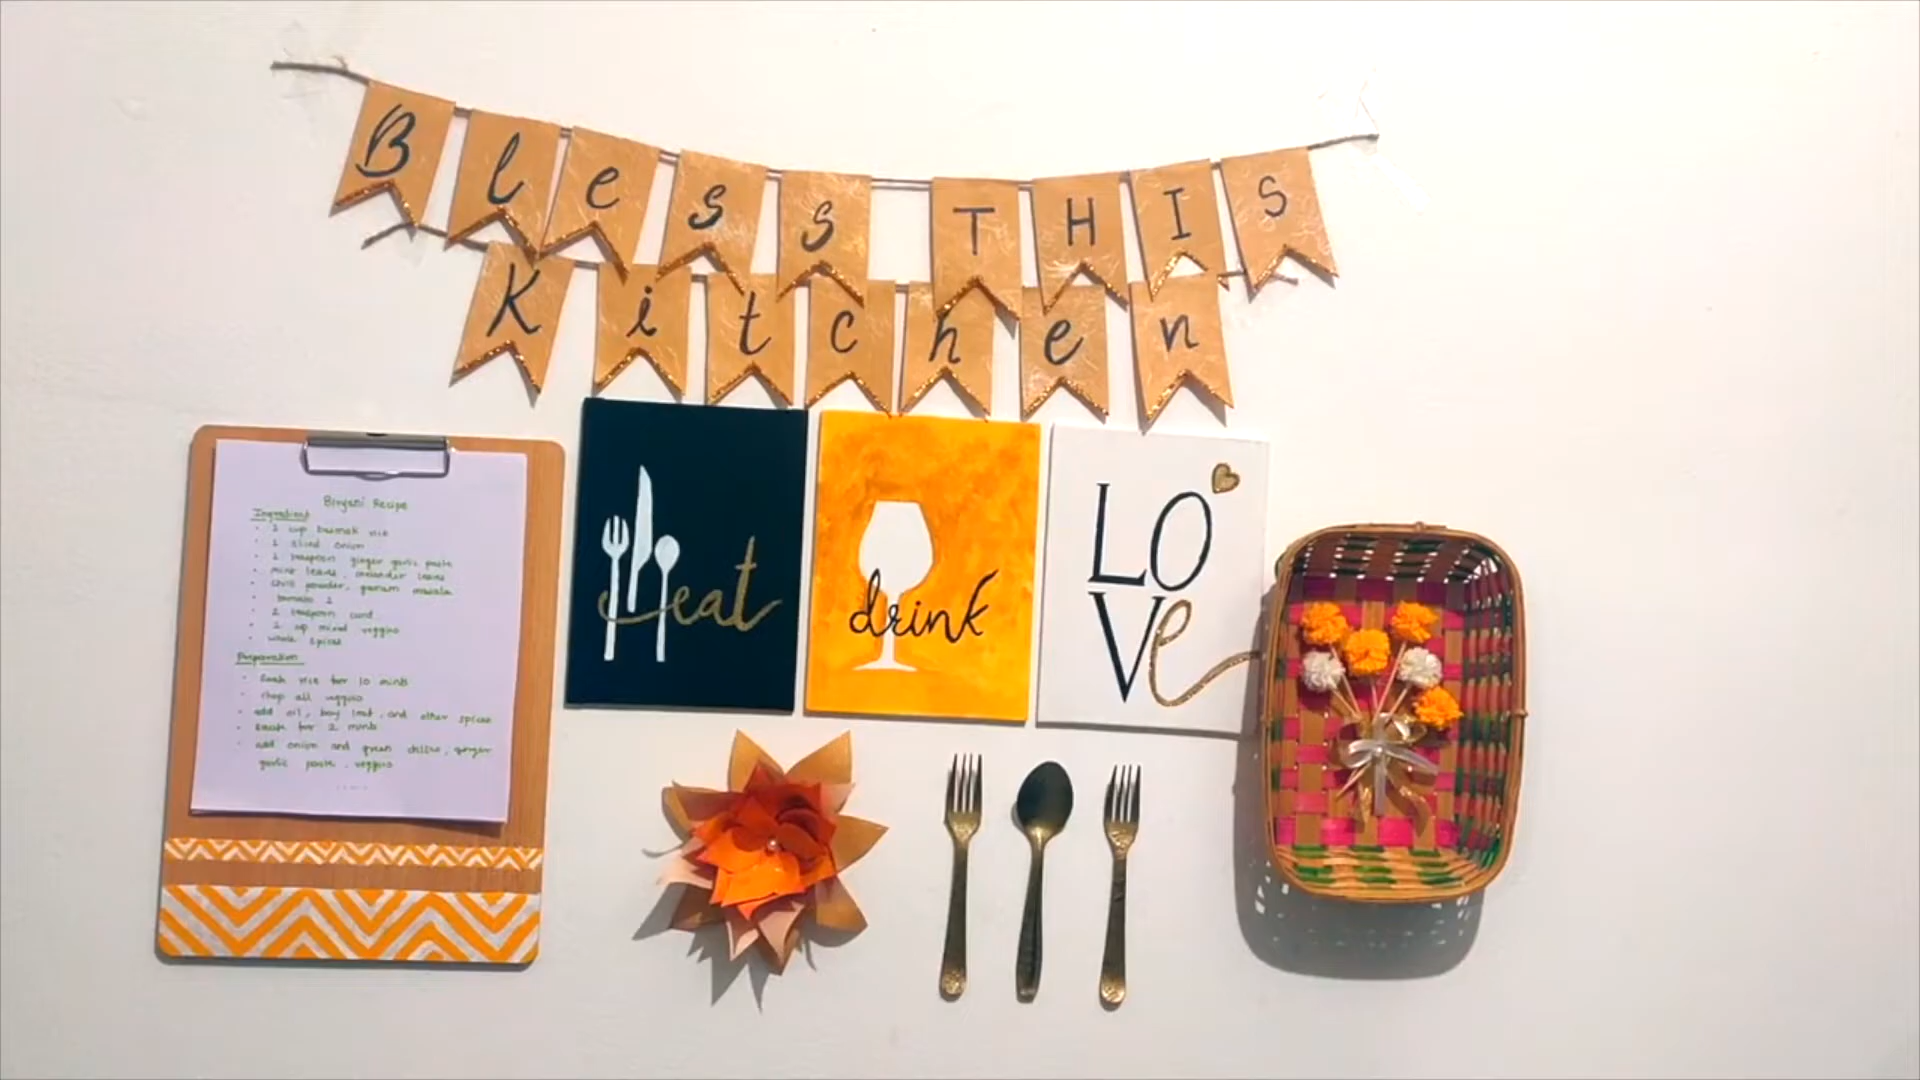 Bless THIS
Kitchen
Biryani Recipe
Ingredient
- 1 cup basmati rice
- 1 sliced onion
- 1 teaspoon ginger garlic paste
- mint leaves, coriander leaves
- chilli powder, garam masala
- tomato 2
- 2 teaspoon curd
- 1 cup mixed veggies
- whole spices
Preparation
- Soak rice for 10 mints
- chop all veggies
- add oil, bay leaf, and other spices
- saute for 2 mints
- add onion and green chilies, ginger
garlic paste, veggies
eat
drink
LO
Ve